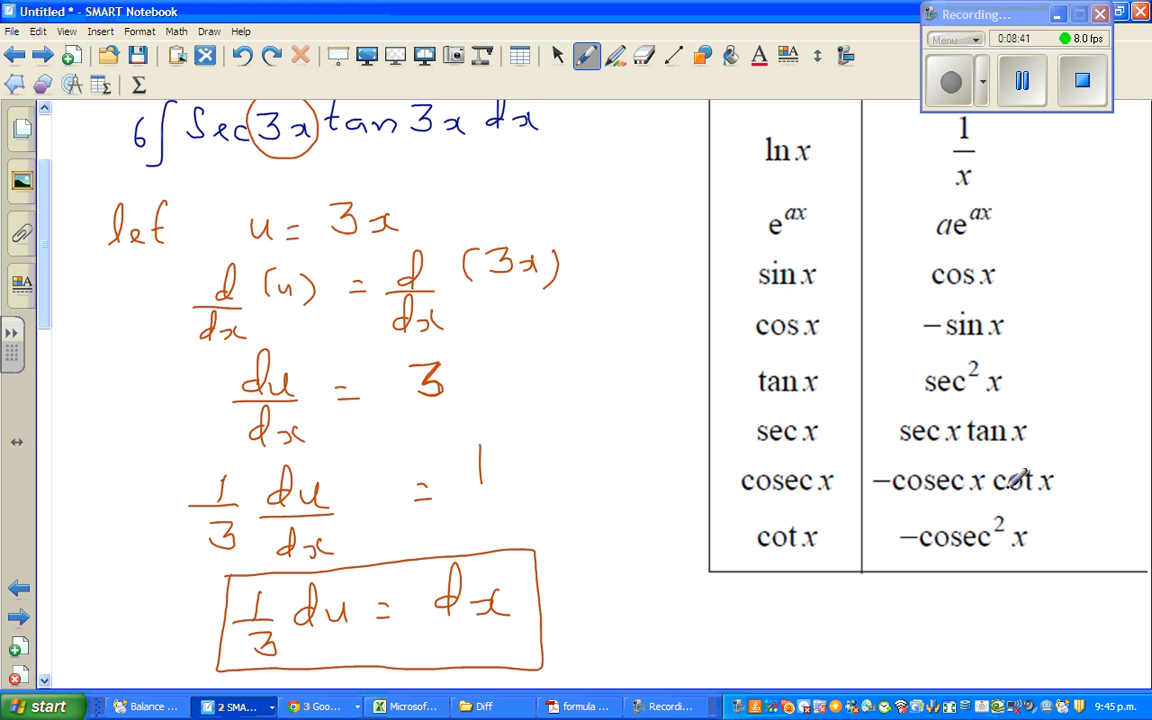 Untitled * - SMART Notebook
Recording...
File Edit View Insert Format Math Draw Help
Menu
0:08:41
8.0 fps
6∫ Sec 3x tan 3x dx
let u = 3x
d/dx (u) = d/dx (3x)
du/dx = 3
1/3 du/dx = 1
1/3 du = dx
ln x 1/x
e^ax ae^ax
sin x cos x
cos x −sin x
tan x sec² x
sec x sec x tan x
cosec x −cosec x cot x
cot x −cosec² x
start
Balance ...
2 SMA...
3 Goo...
Microsof...
Diff
formula ...
Recordi...
9:45 p.m.